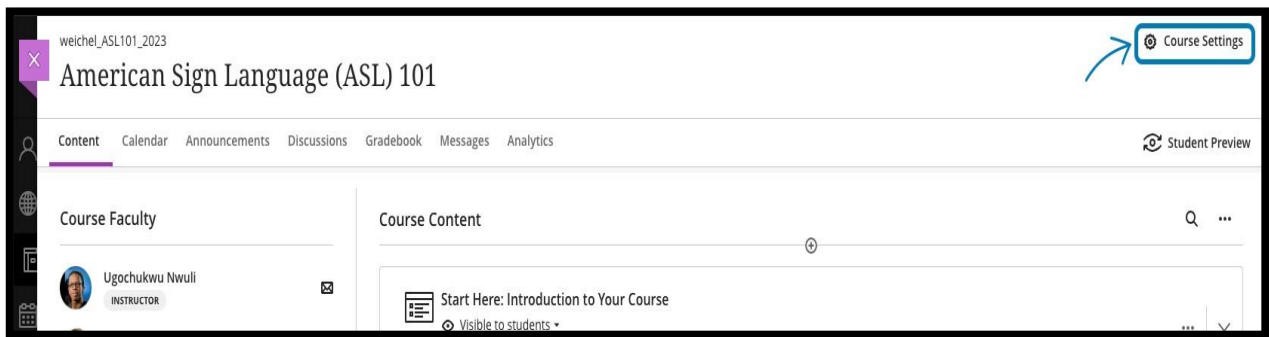 weichel_ASL101_2023
Course Settings
American Sign Language (ASL) 101
Content Calendar Announcements Discussions Gradebook Messages Analytics
Student Preview
Course Faculty
Course Content
Ugochukwu Nwuli
INSTRUCTOR
Start Here: Introduction to Your Course
Visible to students